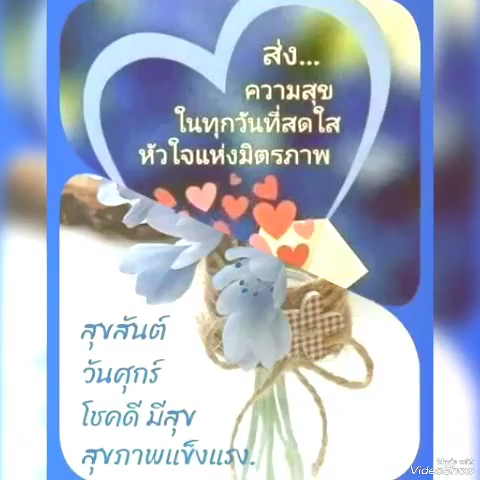 ส่ง...
ความสุข
ในทุกวันที่สดใส
หัวใจแห่งมิตรภาพ
สุขสันต์
วันศุกร์
โชคดี มีสุข
สุขภาพแข็งแรง.
Made with
VideoShow